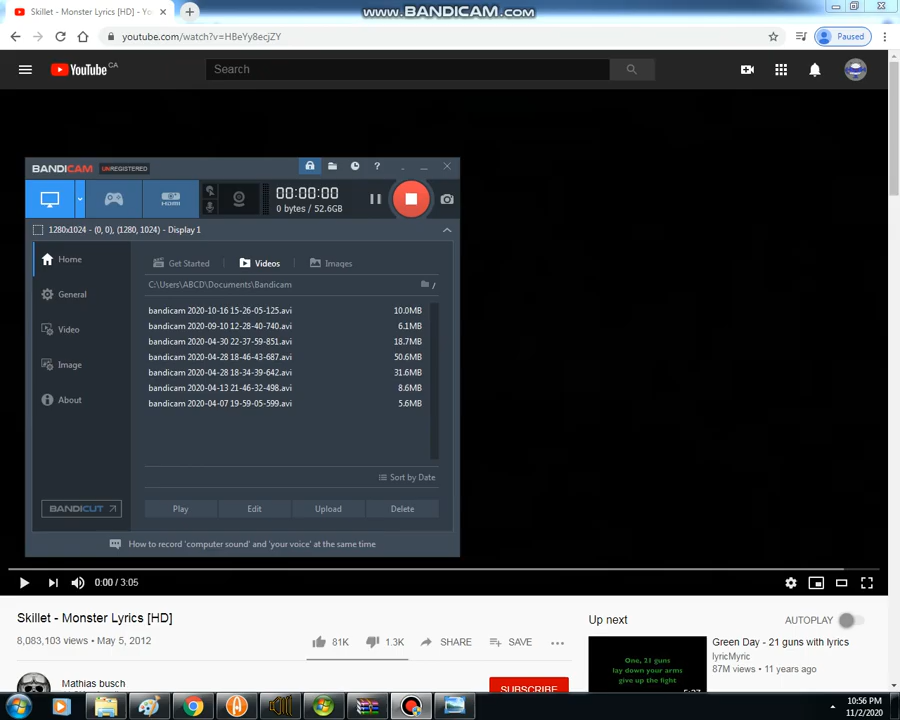 Skillet - Monster Lyrics [HD] - Yo
www.BANDICAM.com
youtube.com/watch?v=HBeYy8ecjZY
Paused
YouTube CA
Search
BANDICAM UNREGISTERED
HDMI
00:00:00
0 bytes / 52.6GB
1280x1024 - (0, 0), (1280, 1024) - Display 1
Home
General
Video
Image
About
BANDICUT
Get Started
Videos
Images
C:\Users\ABCD\Documents\Bandicam
/
bandicam 2020-10-16 15-26-05-125.avi 10.0MB
bandicam 2020-09-10 12-28-40-740.avi 6.1MB
bandicam 2020-04-30 22-37-59-851.avi 18.7MB
bandicam 2020-04-28 18-46-43-687.avi 50.6MB
bandicam 2020-04-28 18-34-39-642.avi 31.6MB
bandicam 2020-04-13 21-46-32-498.avi 8.6MB
bandicam 2020-04-07 19-59-05-599.avi 5.6MB
Sort by Date
Play Edit Upload Delete
How to record 'computer sound' and 'your voice' at the same time
0:00 / 3:05
Skillet - Monster Lyrics [HD]
8,083,103 views • May 5, 2012
81K 1.3K SHARE SAVE
Mathias busch
SUBSCRIBE
Up next
AUTOPLAY
One, 21 guns
lay down your arms
give up the fight
5:27
Green Day - 21 guns with lyrics
lyricMyric
87M views • 11 years ago
10:56 PM
11/2/2020